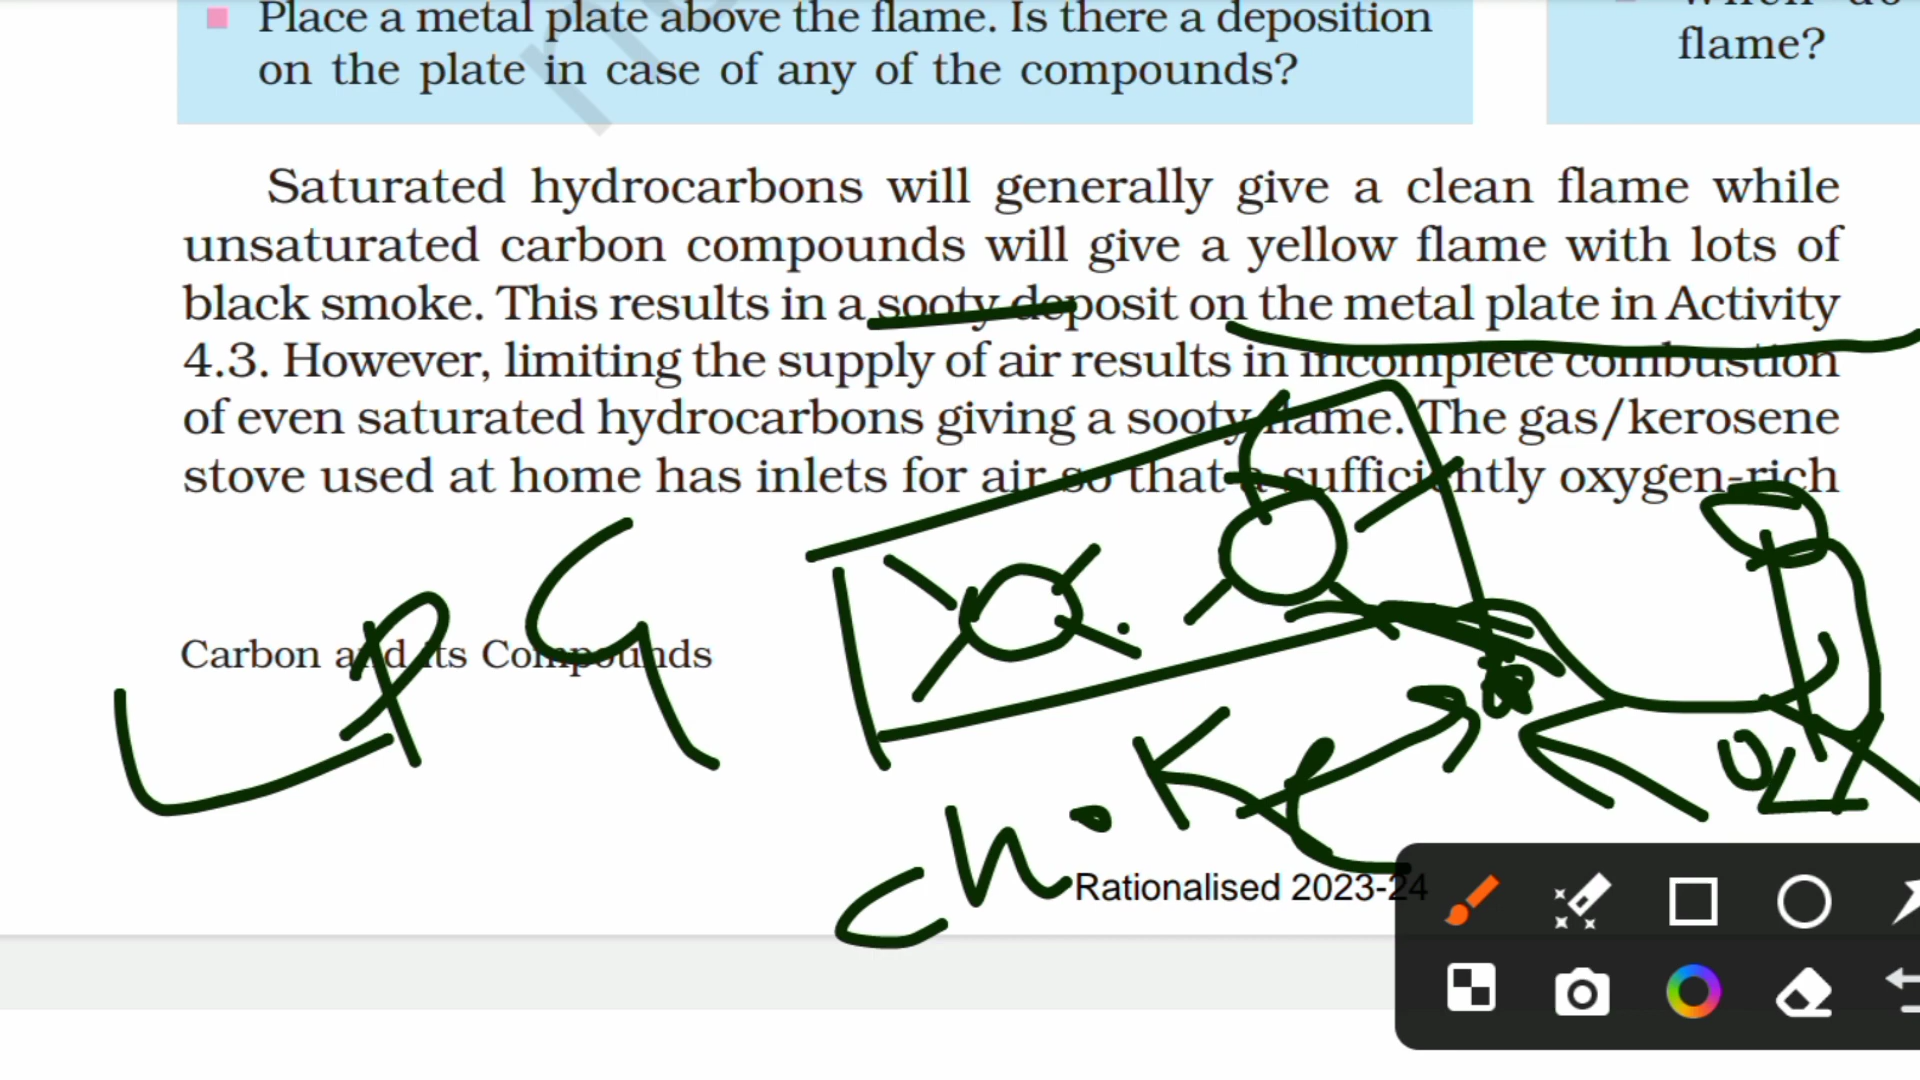 Place a metal plate above the flame. Is there a deposition
on the plate in case of any of the compounds?
flame?
Saturated hydrocarbons will generally give a clean flame while
unsaturated carbon compounds will give a yellow flame with lots of
black smoke. This results in a sooty deposit on the metal plate in Activity
4.3. However, limiting the supply of air results in incomplete combustion
of even saturated hydrocarbons giving a sooty flame. The gas/kerosene
stove used at home has inlets for air so that a sufficiently oxygen-rich
LPG
Carbon and its Compounds
O2
Rationalised 2023-24